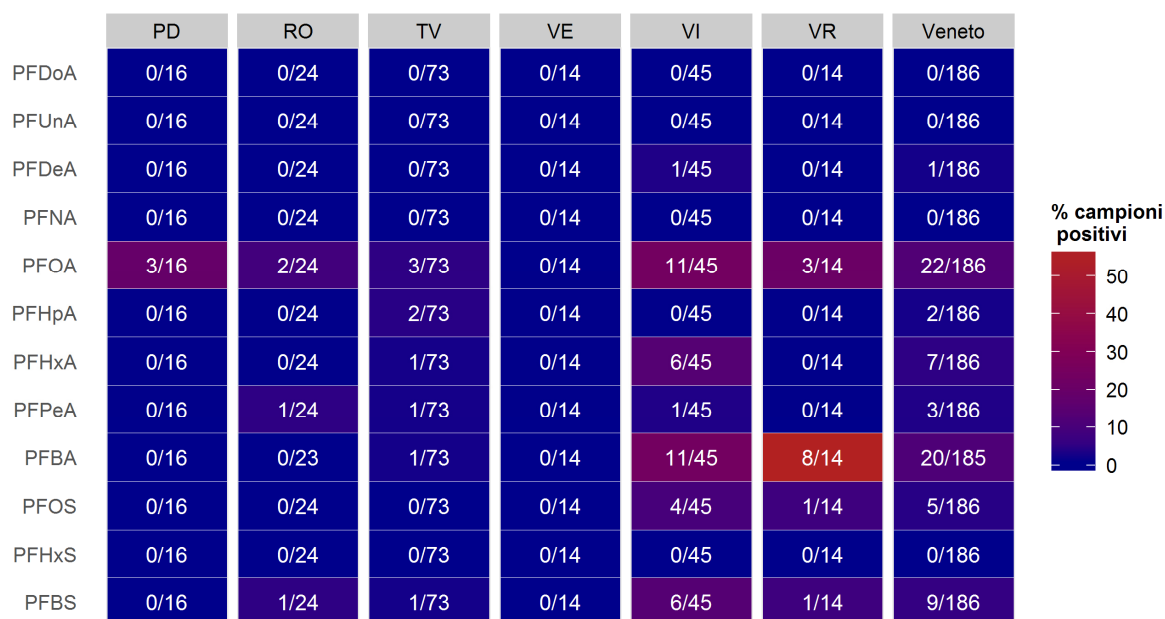 PD RO TV VE VI VR Veneto
PFDoA 0/16 0/24 0/73 0/14 0/45 0/14 0/186
PFUnA 0/16 0/24 0/73 0/14 0/45 0/14 0/186
PFDeA 0/16 0/24 0/73 0/14 1/45 0/14 1/186
PFNA 0/16 0/24 0/73 0/14 0/45 0/14 0/186
PFOA 3/16 2/24 3/73 0/14 11/45 3/14 22/186
PFHpA 0/16 0/24 2/73 0/14 0/45 0/14 2/186
PFHxA 0/16 0/24 1/73 0/14 6/45 0/14 7/186
PFPeA 0/16 1/24 1/73 0/14 1/45 0/14 3/186
PFBA 0/16 0/23 1/73 0/14 11/45 8/14 20/185
PFOS 0/16 0/24 0/73 0/14 4/45 1/14 5/186
PFHxS 0/16 0/24 0/73 0/14 0/45 0/14 0/186
PFBS 0/16 1/24 1/73 0/14 6/45 1/14 9/186
% campioni
positivi
50
40
30
20
10
0